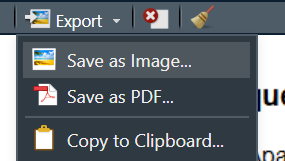 Export
Save as Image...
Save as PDF...
Copy to Clipboard...